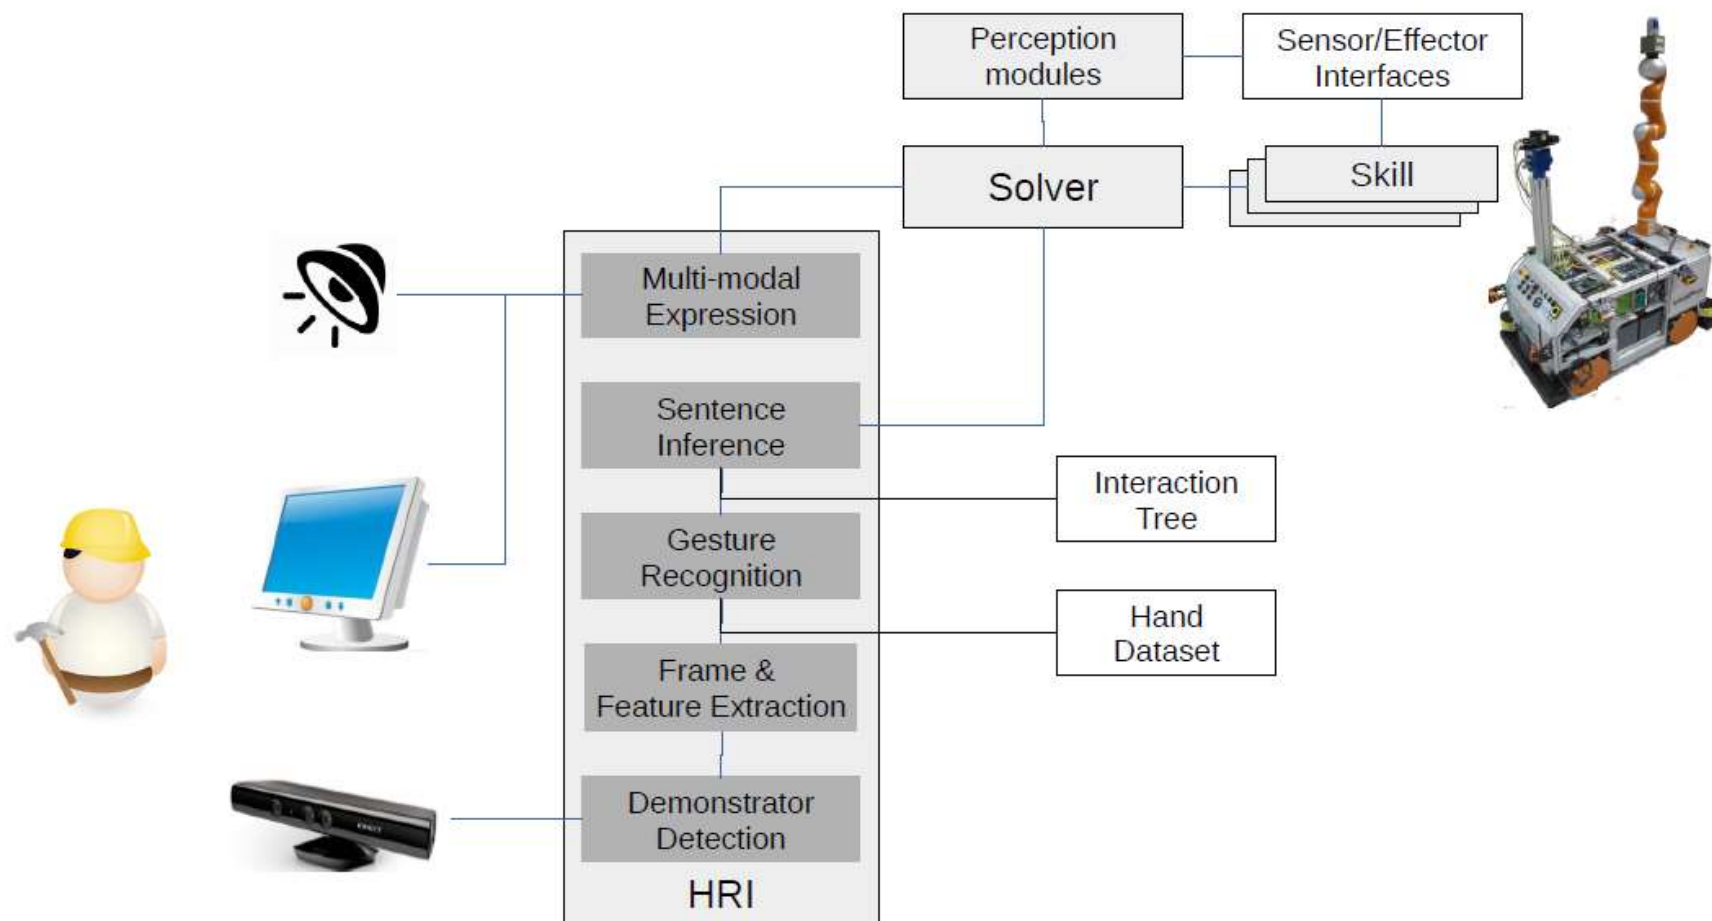 Perception
modules
Sensor/Effector
Interfaces
Solver
Skill
Multi-modal
Expression
Sentence
Inference
Interaction
Tree
Gesture
Recognition
Hand
Dataset
Frame &
Feature Extraction
Demonstrator
Detection
HRI